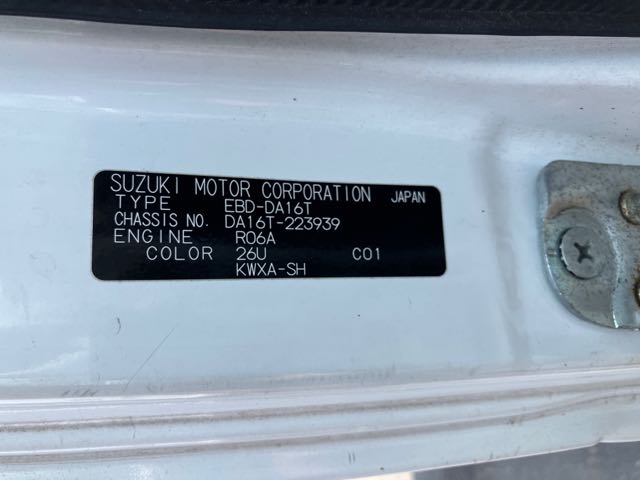 SUZUKI MOTOR CORPORATION JAPAN
TYPE EBD-DA16T
CHASSIS NO. DA16T-223939
ENGINE R06A
COLOR 26U C01
KWXA-SH